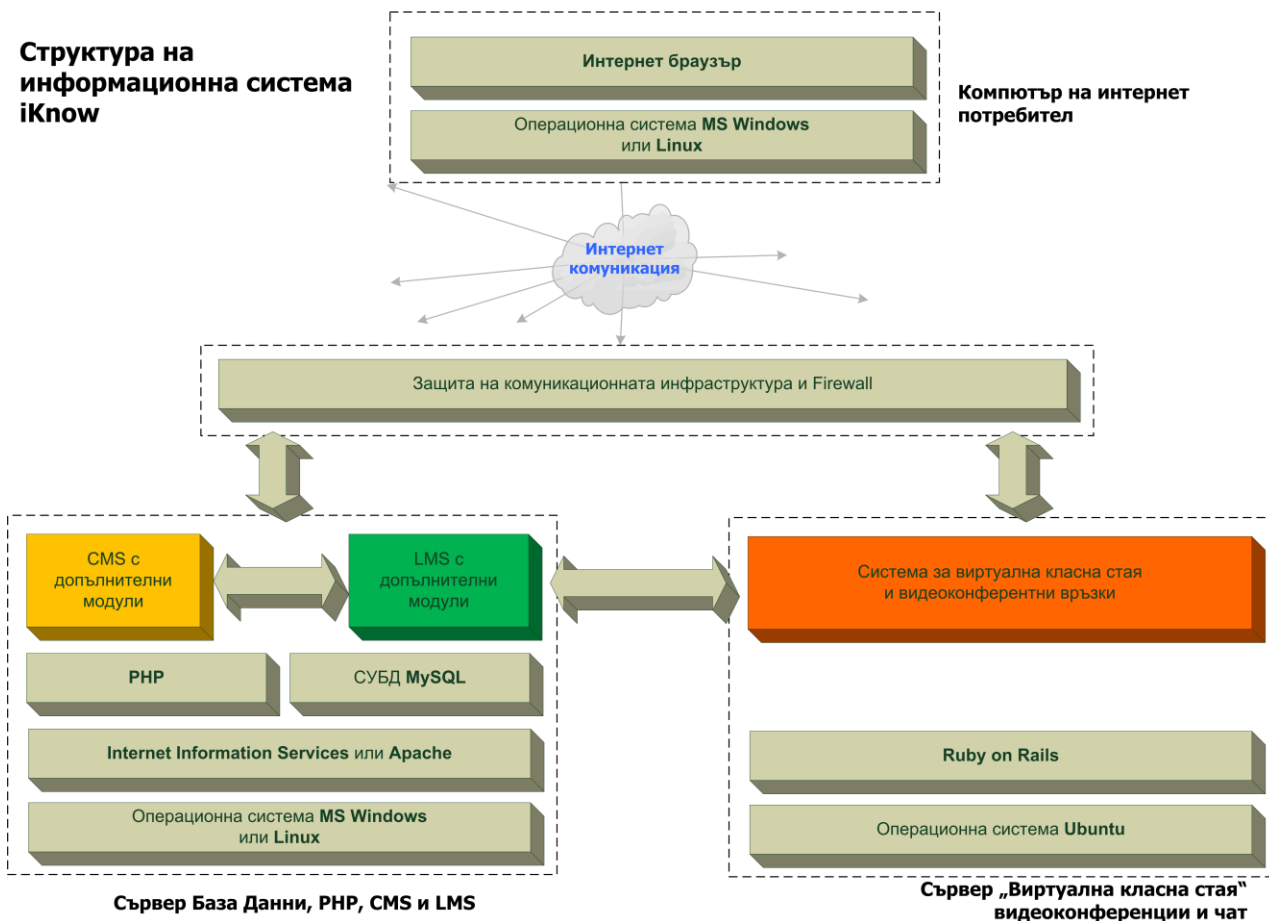 Структура на
информационна система
iKnow
Интернет браузър
Операционна система MS Windows
или Linux
Компютър на интернет
потребител
Интернет
комуникация
Защита на комуникационната инфраструктура и Firewall
CMS с
допълнителни
модули
LMS с
допълнителни
модули
Система за виртуална класна стая
и видеоконферентни връзки
PHP
СУБД MySQL
Internet Information Services или Apache
Ruby on Rails
Операционна система MS Windows
или Linux
Операционна система Ubuntu
Сървер База Данни, PHP, CMS и LMS
Сървер „Виртуална класна стая“
видеоконференции и чат